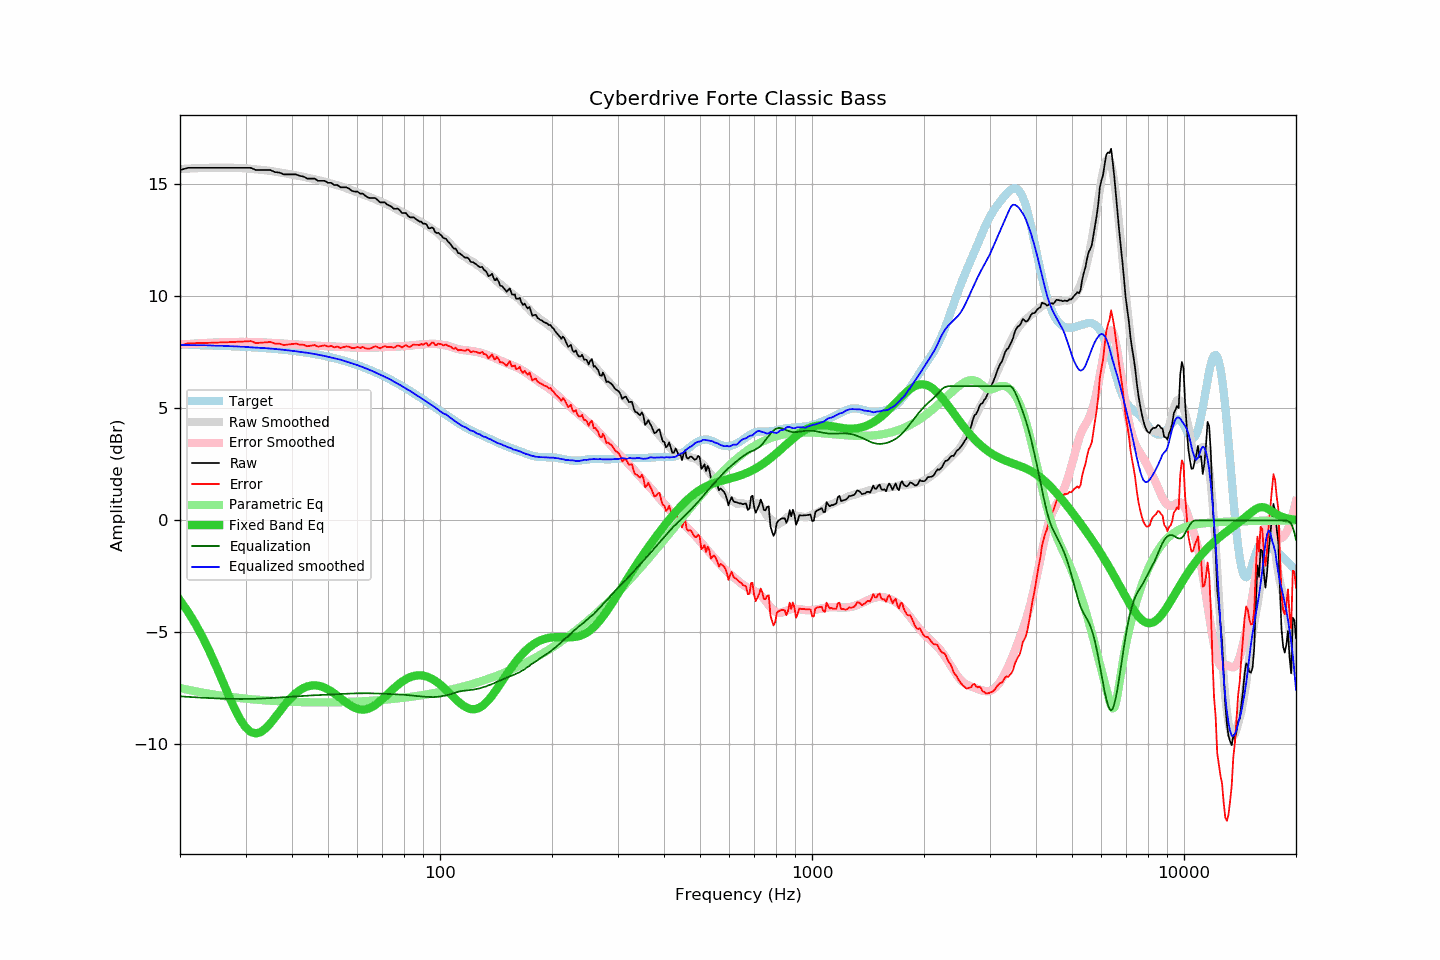 Cyberdrive Forte Classic Bass
Amplitude (dBr)
15
10
5
0
−5
−10
Target
Raw Smoothed
Error Smoothed
Raw
Error
Parametric Eq
Fixed Band Eq
Equalization
Equalized smoothed
100
1000
10000
Frequency (Hz)